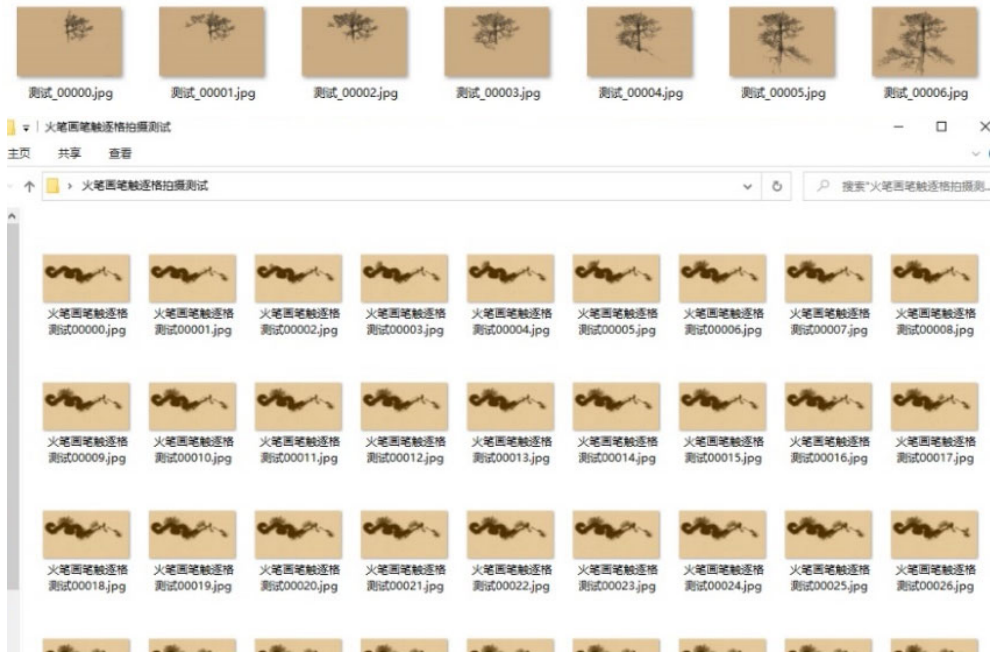 测试_00000.jpg
测试_00001.jpg
测试_00002.jpg
测试_00003.jpg
测试_00004.jpg
测试_00005.jpg
测试_00006.jpg
火笔画笔触逐格拍摄测试
主页 共享 查看
火笔画笔触逐格拍摄测试
搜索"火笔画笔触逐格拍摄测...
火笔画笔触逐格
测试00000.jpg
火笔画笔触逐格
测试00001.jpg
火笔画笔触逐格
测试00002.jpg
火笔画笔触逐格
测试00003.jpg
火笔画笔触逐格
测试00004.jpg
火笔画笔触逐格
测试00005.jpg
火笔画笔触逐格
测试00006.jpg
火笔画笔触逐格
测试00007.jpg
火笔画笔触逐格
测试00008.jpg
火笔画笔触逐格
测试00009.jpg
火笔画笔触逐格
测试00010.jpg
火笔画笔触逐格
测试00011.jpg
火笔画笔触逐格
测试00012.jpg
火笔画笔触逐格
测试00013.jpg
火笔画笔触逐格
测试00014.jpg
火笔画笔触逐格
测试00015.jpg
火笔画笔触逐格
测试00016.jpg
火笔画笔触逐格
测试00017.jpg
火笔画笔触逐格
测试00018.jpg
火笔画笔触逐格
测试00019.jpg
火笔画笔触逐格
测试00020.jpg
火笔画笔触逐格
测试00021.jpg
火笔画笔触逐格
测试00022.jpg
火笔画笔触逐格
测试00023.jpg
火笔画笔触逐格
测试00024.jpg
火笔画笔触逐格
测试00025.jpg
火笔画笔触逐格
测试00026.jpg